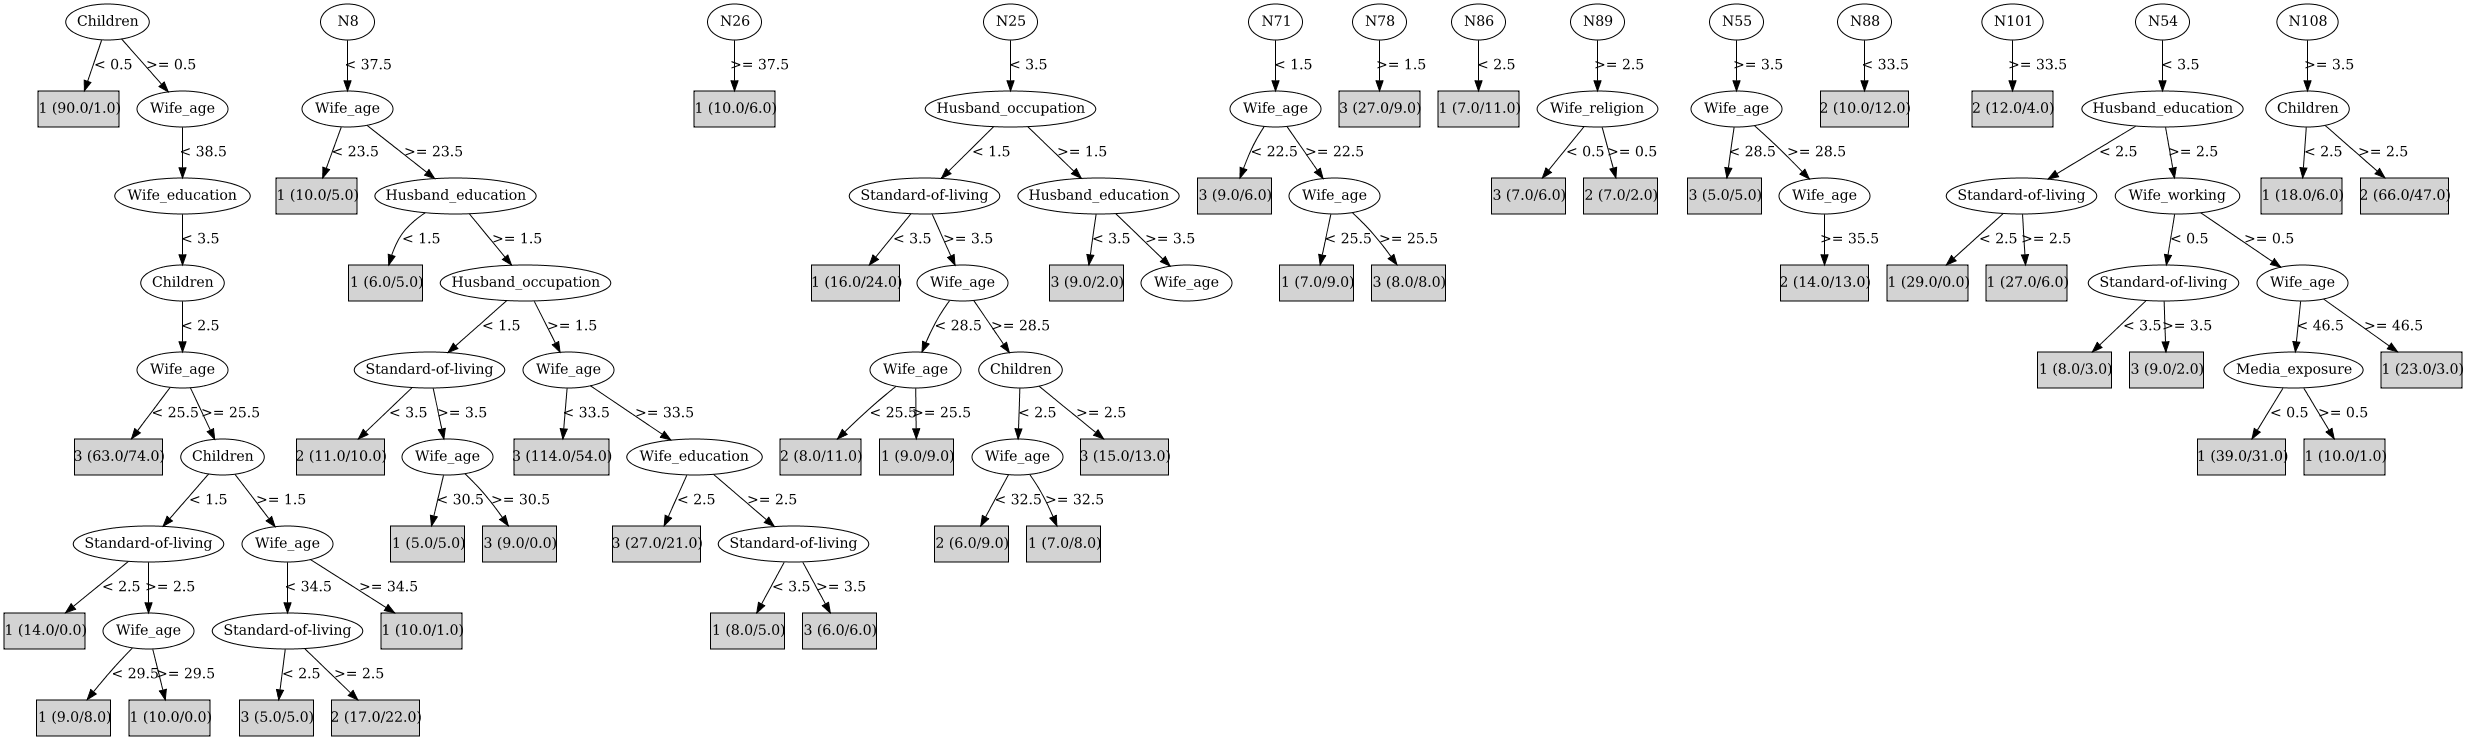 Children N8 N26 N25 N71 N78 N86 N89 N55 N88 N101 N54 N108
< 0.5 >= 0.5 < 37.5 >= 37.5 < 3.5 < 1.5 >= 1.5 < 2.5 >= 2.5 >= 3.5 < 33.5 >= 33.5 < 3.5 >= 3.5
1 (90.0/1.0) Wife_age Wife_age 1 (10.0/6.0) Husband_occupation Wife_age 3 (27.0/9.0) 1 (7.0/11.0) Wife_religion Wife_age 2 (10.0/12.0) 2 (12.0/4.0) Husband_education Children
< 38.5 < 23.5 >= 23.5 < 1.5 >= 1.5 < 22.5 >= 22.5 < 0.5 >= 0.5 < 28.5 >= 28.5 < 2.5 >= 2.5 < 2.5 >= 2.5
Wife_education 1 (10.0/5.0) Husband_education Standard-of-living Husband_education 3 (9.0/6.0) Wife_age 3 (7.0/6.0) 2 (7.0/2.0) 3 (5.0/5.0) Wife_age Standard-of-living Wife_working 1 (18.0/6.0) 2 (66.0/47.0)
< 3.5 < 1.5 >= 1.5 < 3.5 >= 3.5 < 3.5 >= 3.5 < 25.5 >= 25.5 >= 35.5 < 2.5 >= 2.5 < 0.5 >= 0.5
Children 1 (6.0/5.0) Husband_occupation 1 (16.0/24.0) Wife_age 3 (9.0/2.0) Wife_age 1 (7.0/9.0) 3 (8.0/8.0) 2 (14.0/13.0) 1 (29.0/0.0) 1 (27.0/6.0) Standard-of-living Wife_age
< 2.5 < 1.5 >= 1.5 < 28.5 >= 28.5 < 3.5 >= 3.5 < 46.5 >= 46.5
Wife_age Standard-of-living Wife_age Wife_age Children 1 (8.0/3.0) 3 (9.0/2.0) Media_exposure 1 (23.0/3.0)
< 25.5 >= 25.5 < 3.5 >= 3.5 < 33.5 >= 33.5 < 25.5 >= 25.5 < 2.5 >= 2.5 < 0.5 >= 0.5
3 (63.0/74.0) Children 2 (11.0/10.0) Wife_age 3 (114.0/54.0) Wife_education 2 (8.0/11.0) 1 (9.0/9.0) Wife_age 3 (15.0/13.0) 1 (39.0/31.0) 1 (10.0/1.0)
< 1.5 >= 1.5 < 30.5 >= 30.5 < 2.5 >= 2.5 < 32.5 >= 32.5
Standard-of-living Wife_age 1 (5.0/5.0) 3 (9.0/0.0) 3 (27.0/21.0) Standard-of-living 2 (6.0/9.0) 1 (7.0/8.0)
< 2.5 >= 2.5 < 34.5 >= 34.5 < 3.5 >= 3.5
1 (14.0/0.0) Wife_age Standard-of-living 1 (10.0/1.0) 1 (8.0/5.0) 3 (6.0/6.0)
< 29.5 >= 29.5 < 2.5 >= 2.5
1 (9.0/8.0) 1 (10.0/0.0) 3 (5.0/5.0) 2 (17.0/22.0)